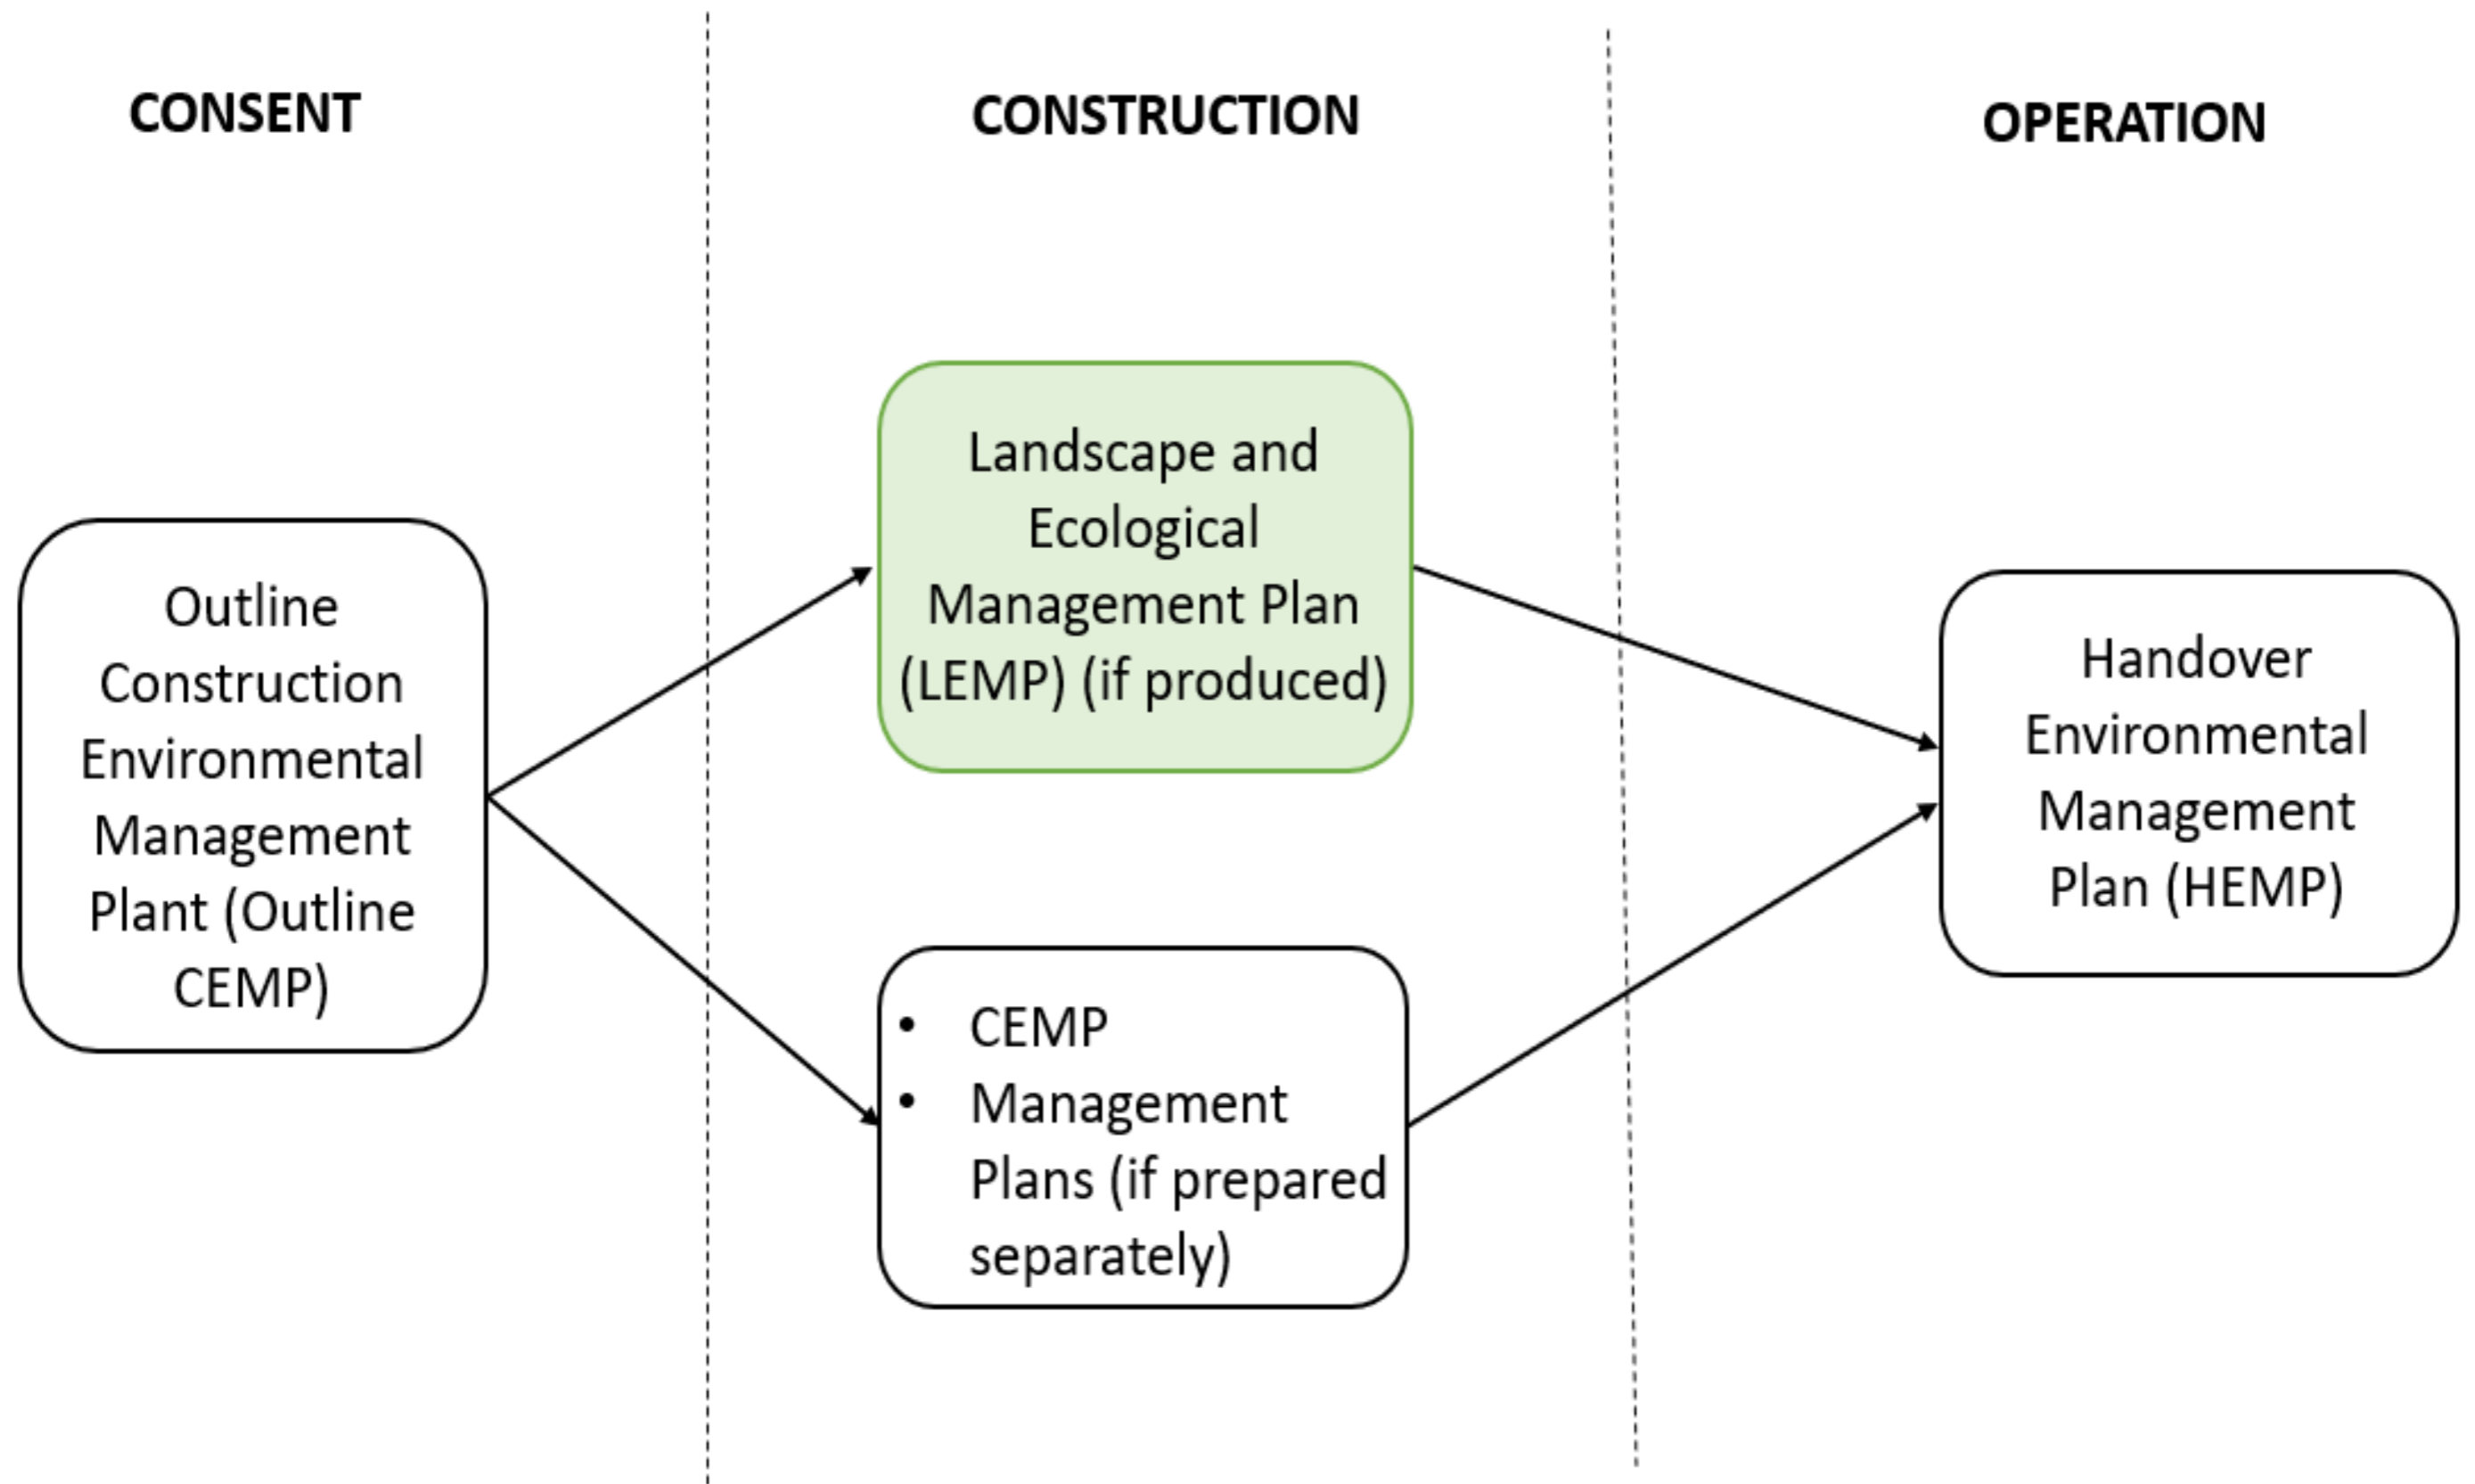 CONSENT
CONSTRUCTION
OPERATION
Outline
Construction
Environmental
Management
Plant (Outline
CEMP)
Landscape and
Ecological
Management Plan
(LEMP) (if produced)
• CEMP
• Management
Plans (if prepared
separately)
Handover
Environmental
Management
Plan (HEMP)